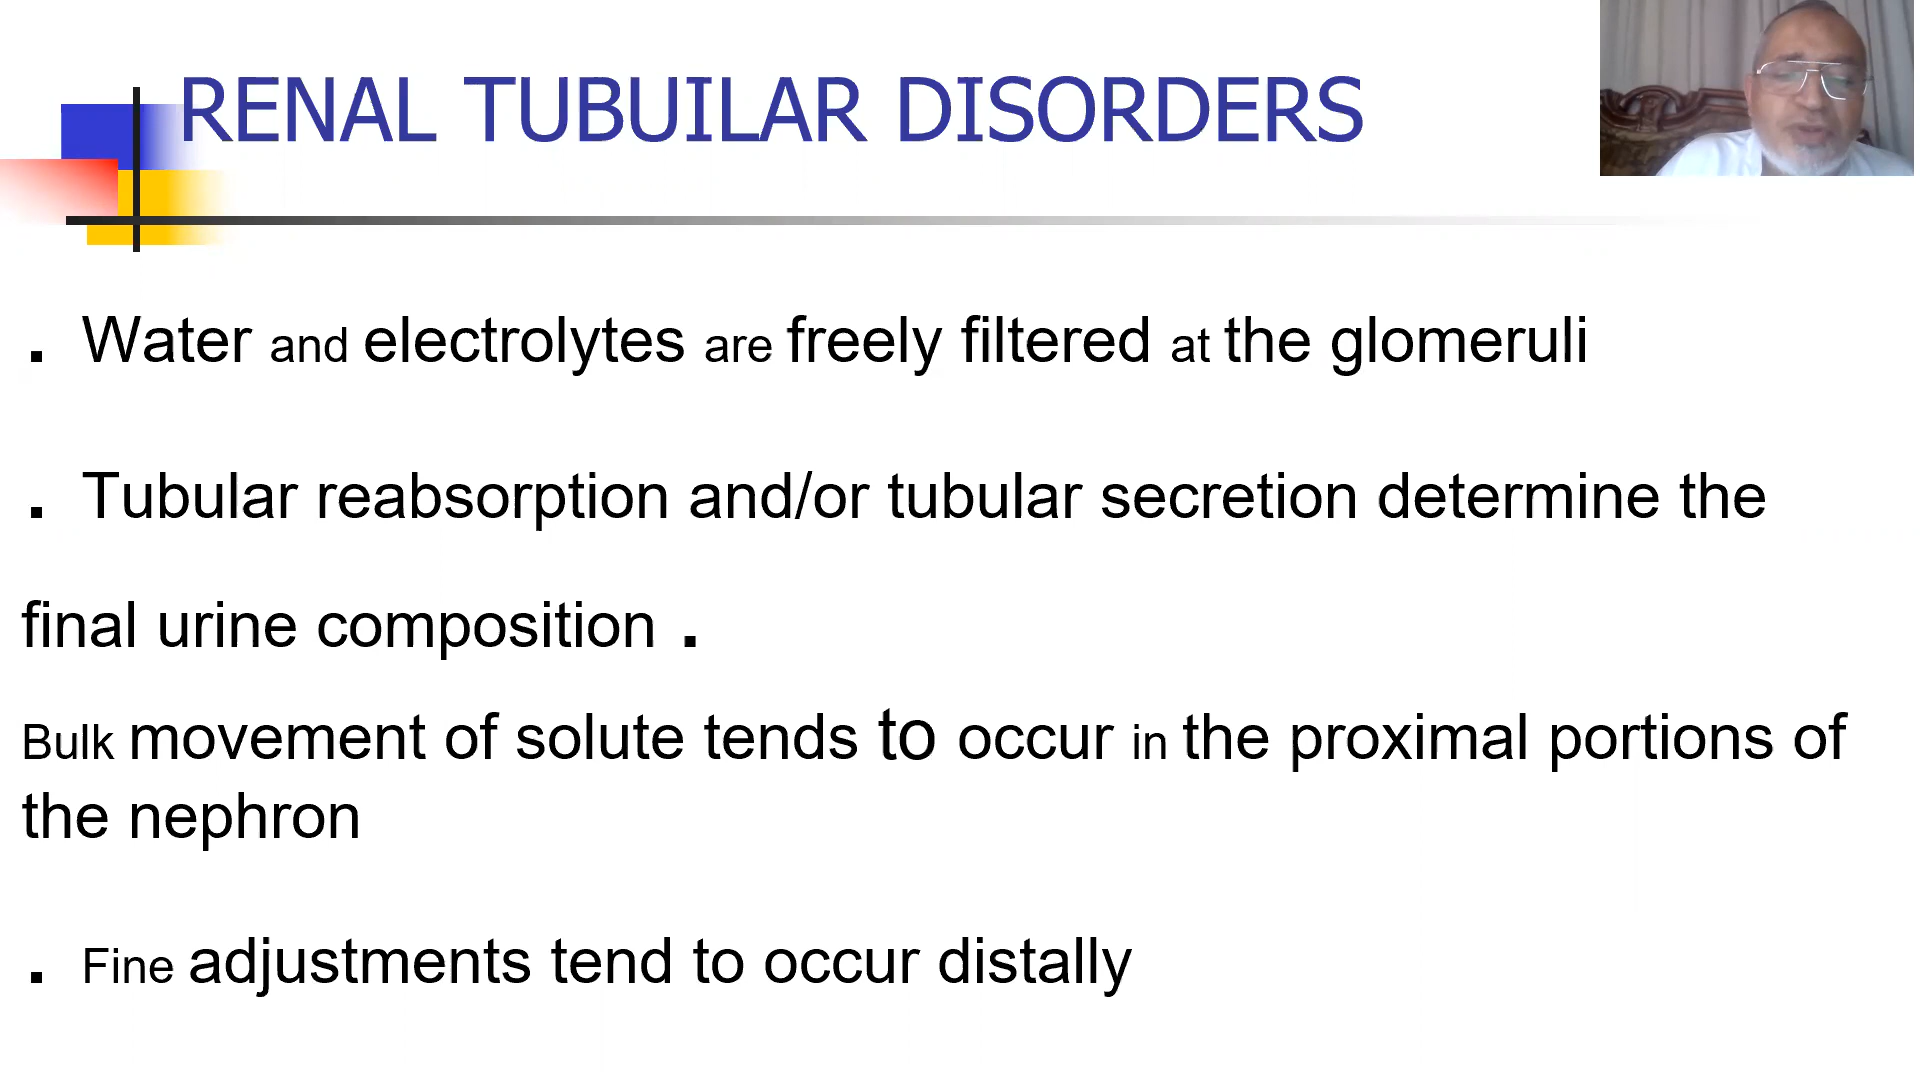 RENAL TUBUILAR DISORDERS
. Water and electrolytes are freely filtered at the glomeruli
. Tubular reabsorption and/or tubular secretion determine the
final urine composition .
Bulk movement of solute tends to occur in the proximal portions of
the nephron
. Fine adjustments tend to occur distally